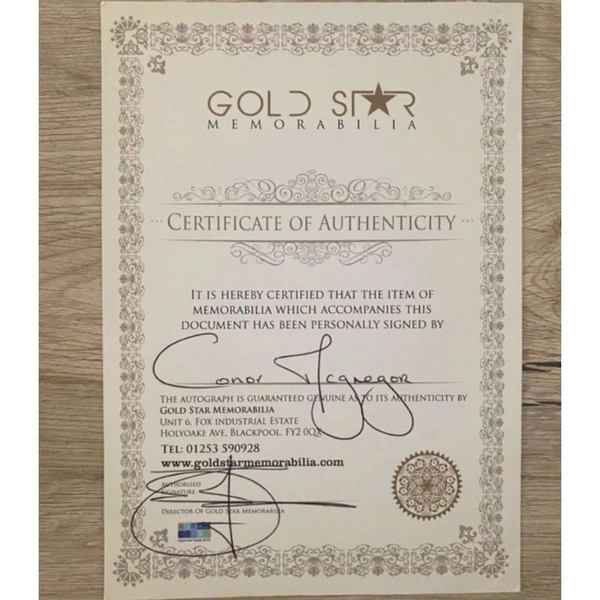 GOLD STAR
MEMORABILIA
CERTIFICATE OF AUTHENTICITY
IT IS HEREBY CERTIFIED THAT THE ITEM OF
MEMORABILIA WHICH ACCOMPANIES THIS
DOCUMENT HAS BEEN PERSONALLY SIGNED BY
Conor Mcgregor
THE AUTOGRAPH IS GUARANTEED GENUINE AS TO ITS AUTHENTICITY BY
GOLD STAR MEMORABILIA
UNIT 6, FOX INDUSTRIAL ESTATE
HOLYOAKE AVE, BLACKPOOL. FY2 0QX
TEL: 01253 590928
www.goldstarmemorabilia.com
AUTHORISED
SIGNATURE
DIRECTOR OF GOLD STAR MEMORABILIA